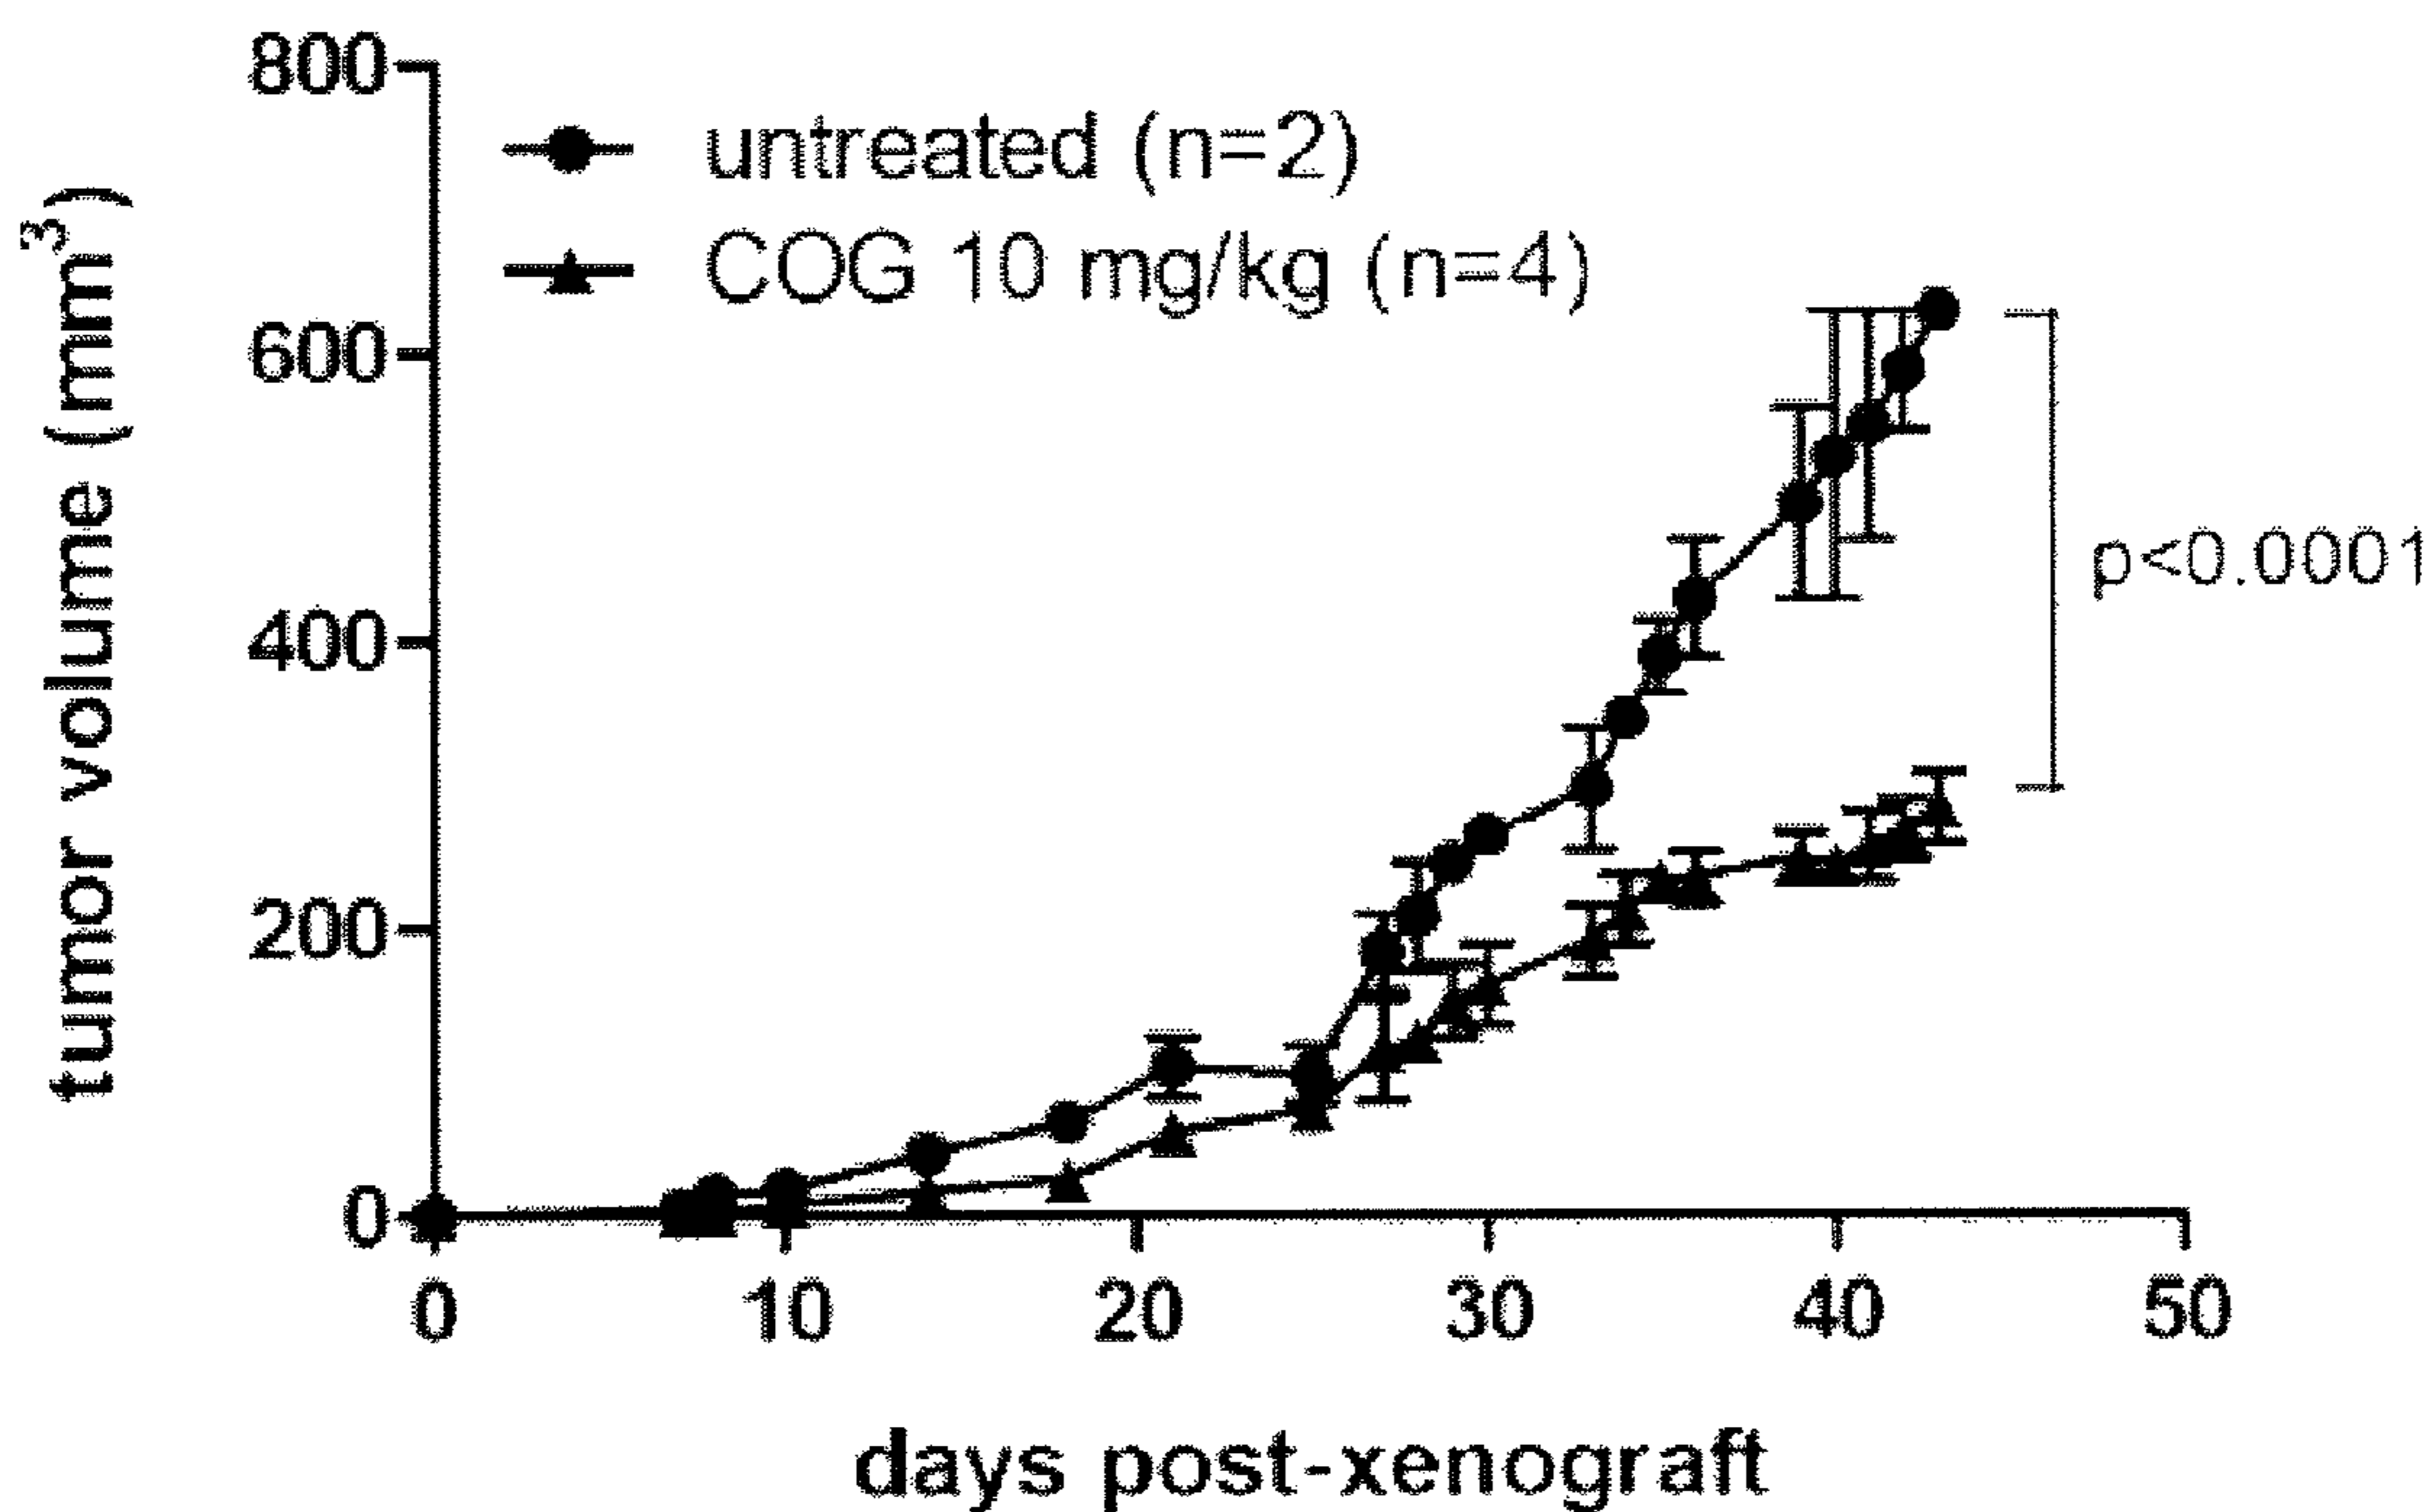 800
untreated (n=2)
COG 10 mg/kg (n=4)
600
400
200
0
tumor volume (mm³)
p<0.0001
0 10 20 30 40 50
days post-xenograft